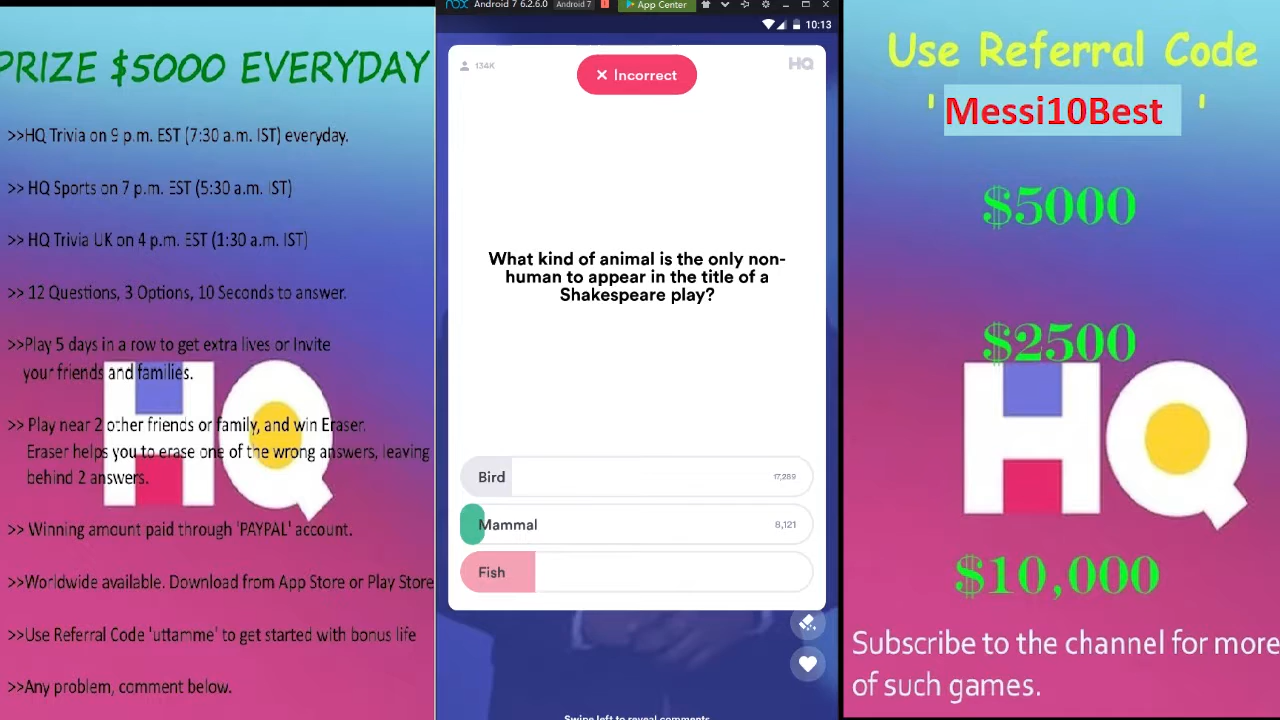 PRIZE $5000 EVERYDAY
>>HQ Trivia on 9 p.m. EST (7:30 a.m. IST) everyday.
>> HQ Sports on 7 p.m. EST (5:30 a.m. IST)
>> HQ Trivia UK on 4 p.m. EST (1:30 a.m. IST)
>> 12 Questions, 3 Options, 10 Seconds to answer.
>>Play 5 days in a row to get extra lives or Invite
your friends and families.
>> Play near 2 other friends or family, and win Eraser.
Eraser helps you to erase one of the wrong answers, leaving
behind 2 answers.
>> Winning amount paid through 'PAYPAL' account.
>>Worldwide available. Download from App Store or Play Store
>>Use Referral Code 'uttamme' to get started with bonus life
>>Any problem, comment below.
HQ
nox Android 7 6.2.6.0 Android 7 App Center
10:13
134K
Incorrect
HQ
What kind of animal is the only non-
human to appear in the title of a
Shakespeare play?
Bird 17,259
Mammal 8,121
Fish
Swipe left to reveal comments
Use Referral Code
' Messi10Best '
$5000
$2500
HQ
$10,000
Subscribe to the channel for more
of such games.